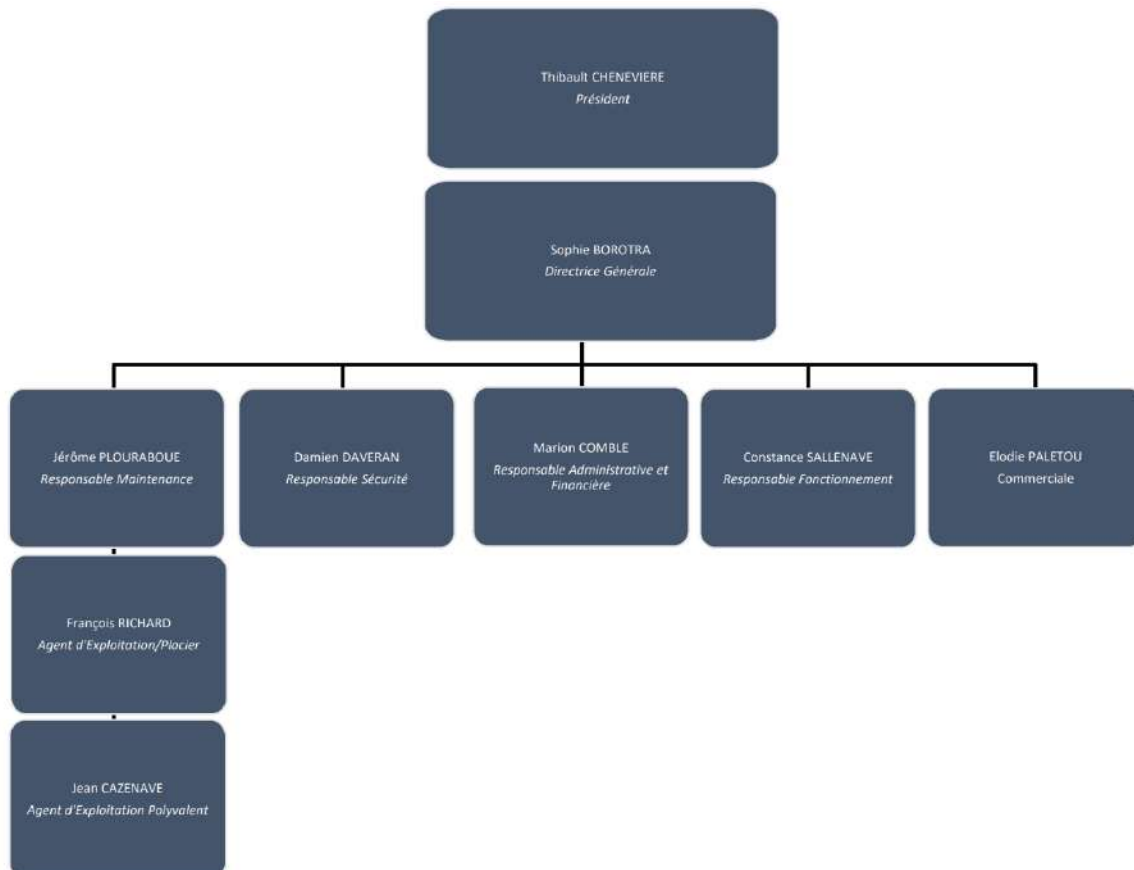 Thibault CHENEVIERE
Président
Sophie BOROTRA
Directrice Générale
Jérôme PLOURABOUE
Responsable Maintenance
Damien DAVERAN
Responsable Sécurité
Marion COMBLE
Responsable Administrative et
Financière
Constance SALLENAVE
Responsable Fonctionnement
Elodie PALETOU
Commerciale
François RICHARD
Agent d'Exploitation/Placier
Jean CAZENAVE
Agent d'Exploitation Polyvalent